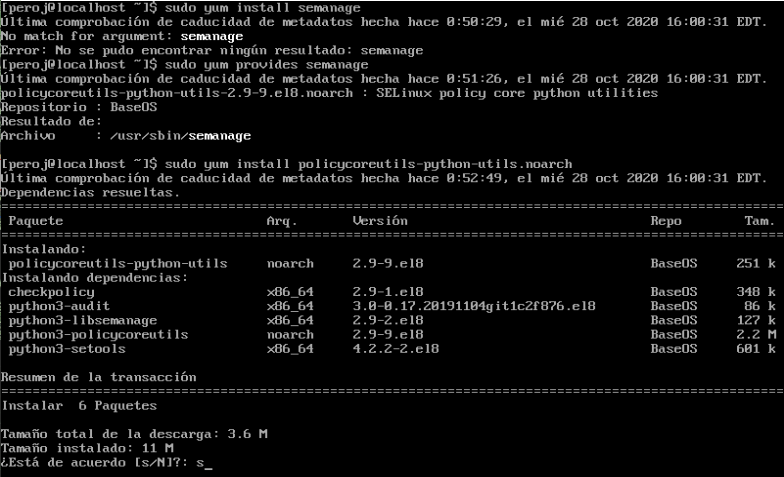 [peroj@localhost ~]$ sudo yum install semanage
Última comprobación de caducidad de metadatos hecha hace 0:50:29, el mié 28 oct 2020 16:00:31 EDT.
No match for argument: semanage
Error: No se pudo encontrar ningún resultado: semanage
[peroj@localhost ~]$ sudo yum provides semanage
Última comprobación de caducidad de metadatos hecha hace 0:51:26, el mié 28 oct 2020 16:00:31 EDT.
policycoreutils-python-utils-2.9-9.el8.noarch : SELinux policy core python utilities
Repositorio : BaseOS
Resultado de:
Archivo     : /usr/sbin/semanage

[peroj@localhost ~]$ sudo yum install policycoreutils-python-utils.noarch
Última comprobación de caducidad de metadatos hecha hace 0:52:49, el mié 28 oct 2020 16:00:31 EDT.
Dependencias resueltas.
Paquete Arq. Versión Repo Tam.
Instalando:
policycoreutils-python-utils noarch 2.9-9.el8 BaseOS 251 k
Instalando dependencias:
checkpolicy x86_64 2.9-1.el8 BaseOS 348 k
python3-audit x86_64 3.0-0.17.20191104git1c2f876.el8 BaseOS 86 k
python3-libsemanage x86_64 2.9-2.el8 BaseOS 127 k
python3-policycoreutils noarch 2.9-9.el8 BaseOS 2.2 M
python3-setools x86_64 4.2.2-2.el8 BaseOS 601 k

Resumen de la transacción
Instalar  6 Paquetes

Tamaño total de la descarga: 3.6 M
Tamaño instalado: 11 M
¿Está de acuerdo [s/N]?: s_